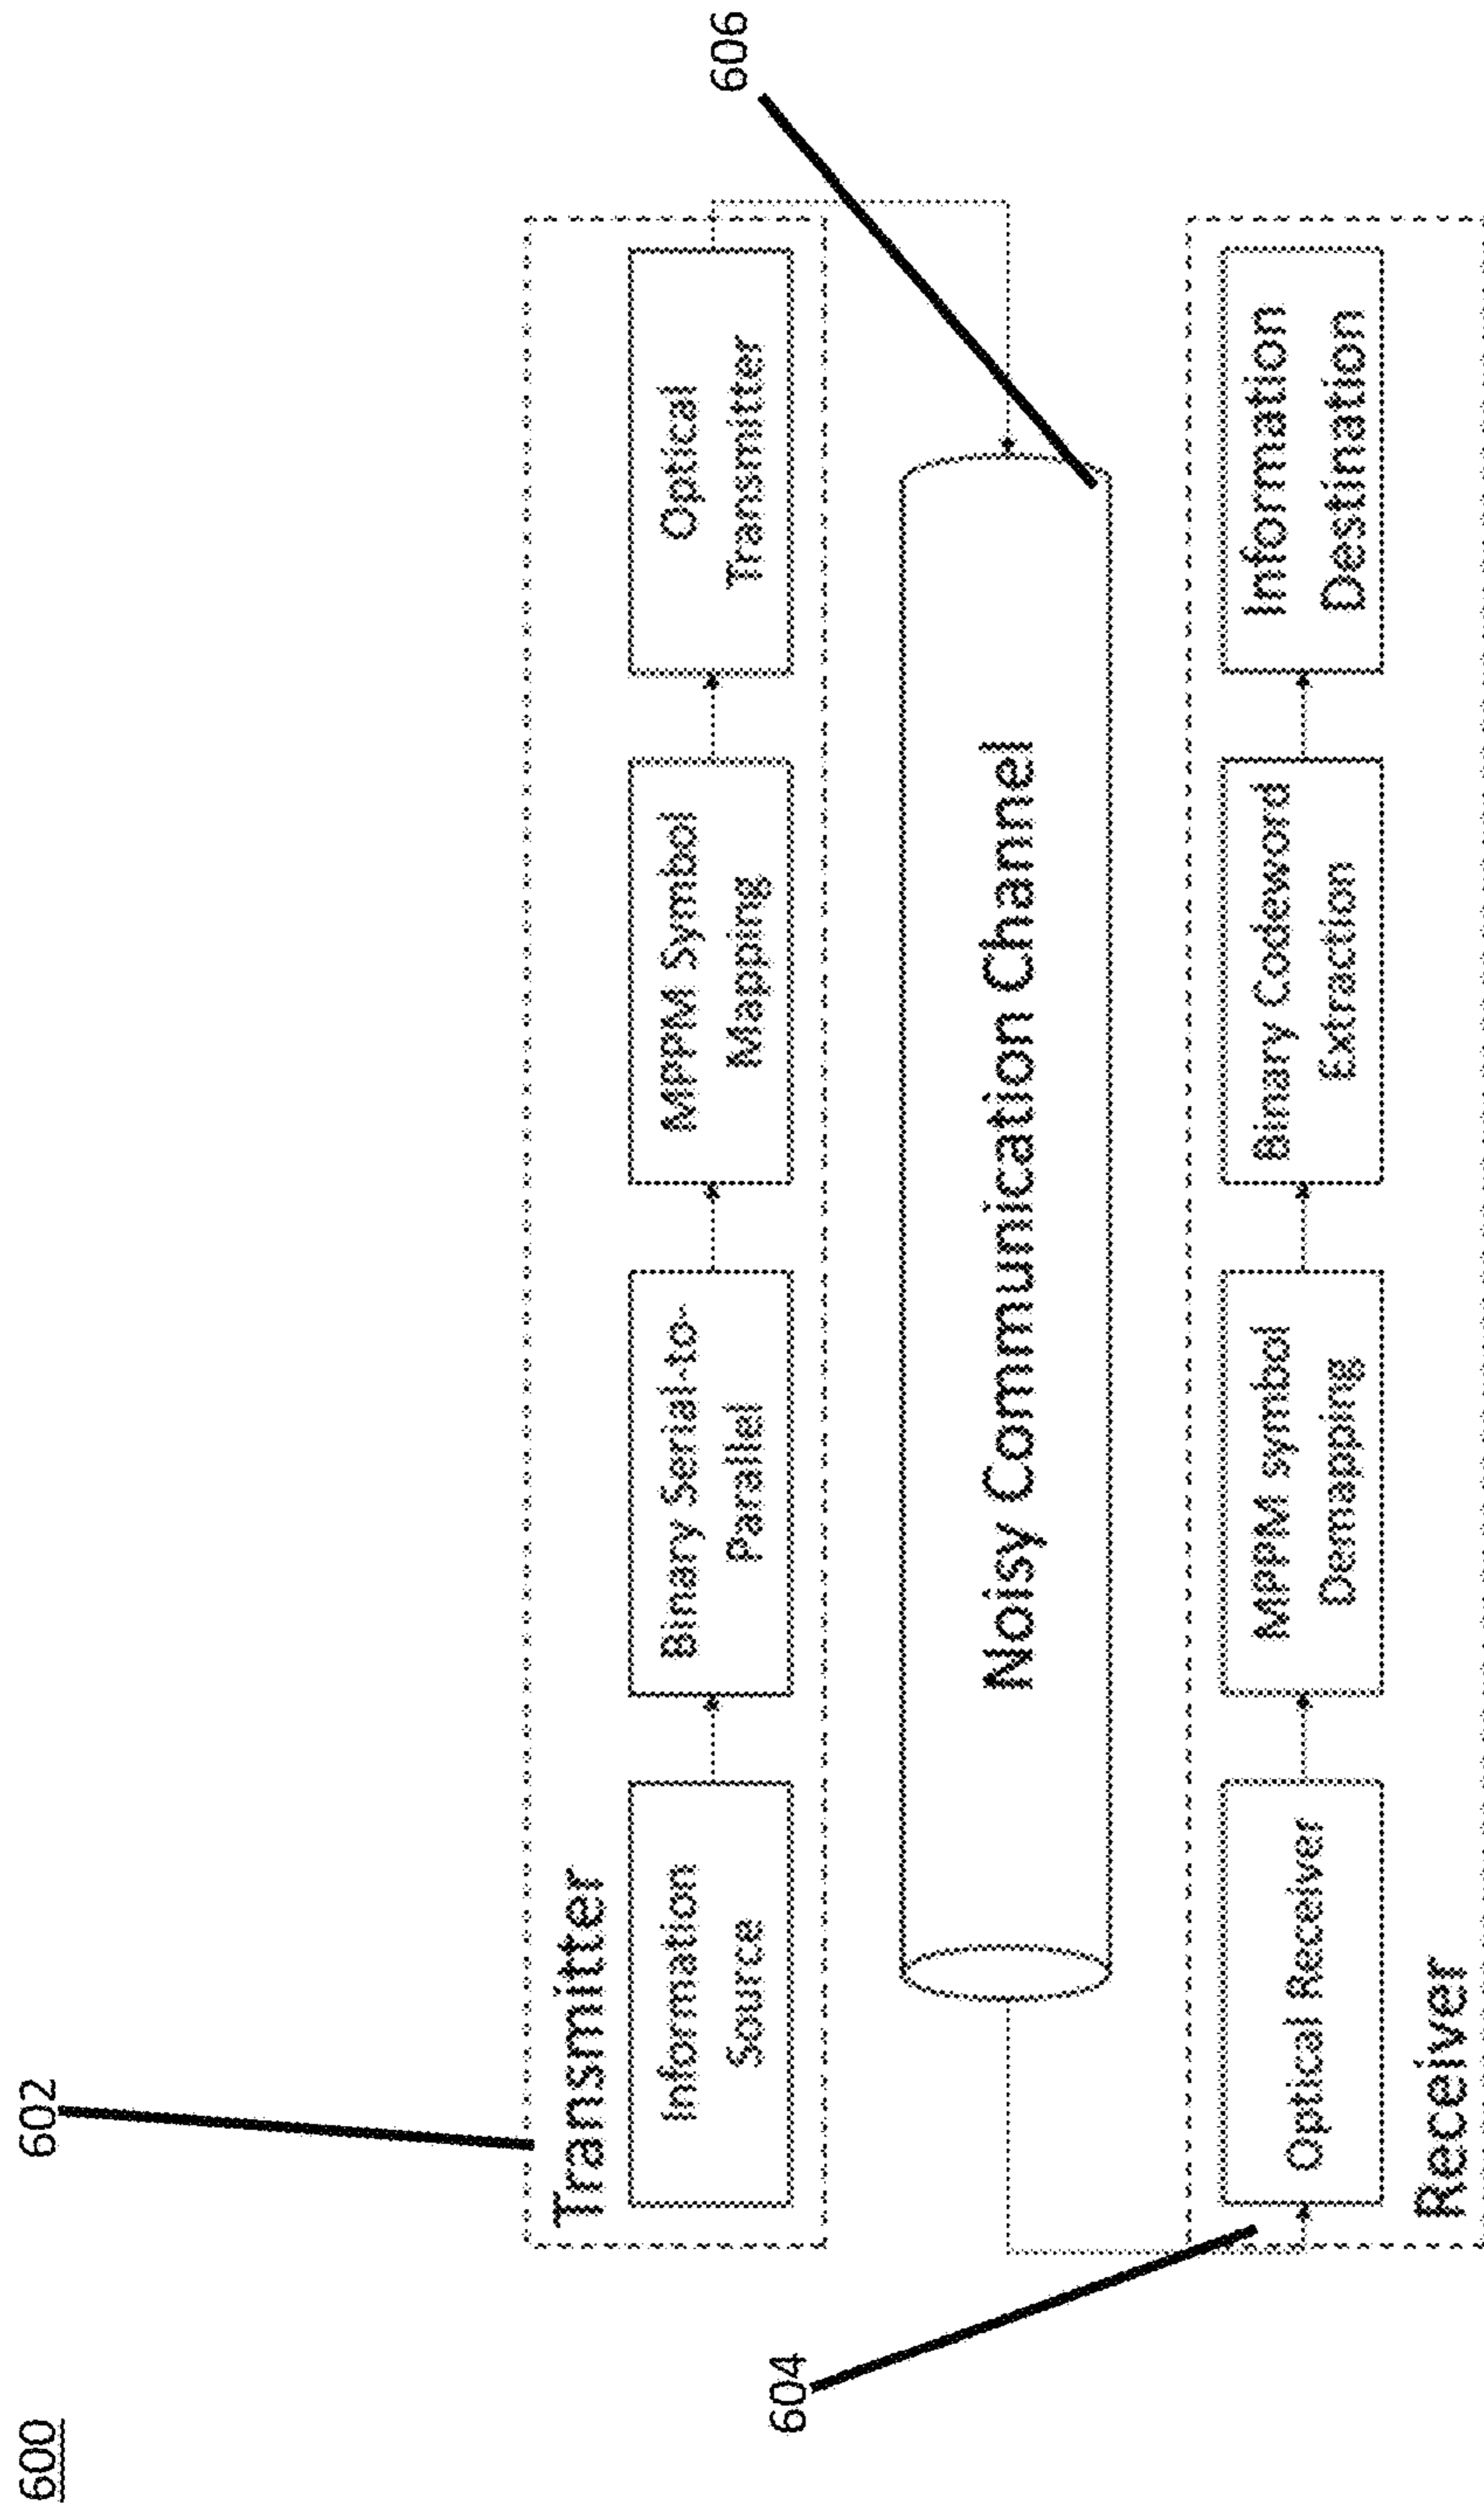 600
602
Transmitter
Information
Source
Binary Serial-to-
Parallel
MPPM Symbol
Mapping
Optical
Transmitter
606
Noisy Communication Channel
604
Optical Receiver
MPPM symbol
Demapping
Binary Codeword
Extraction
Information
Destination
Receiver